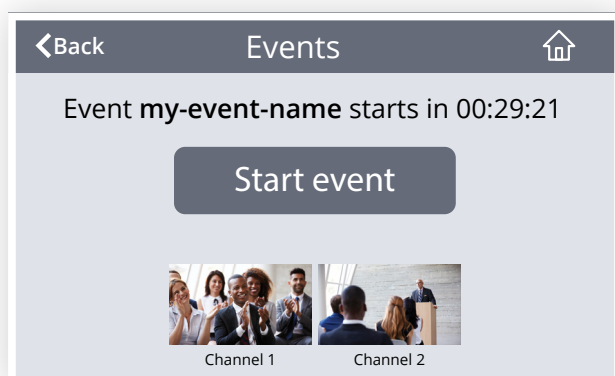 Back
Events
Event my-event-name starts in 00:29:21
Start event
Channel 1
Channel 2